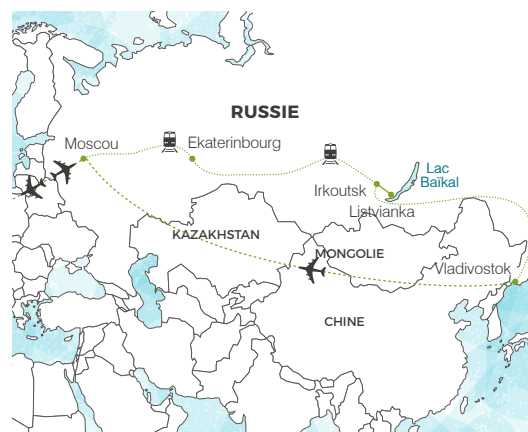 RUSSIE
Moscou
Ekaterinbourg
Lac
Baïkal
Irkoutsk
Listvianka
KAZAKHSTAN
MONGOLIE
Vladivostok
CHINE